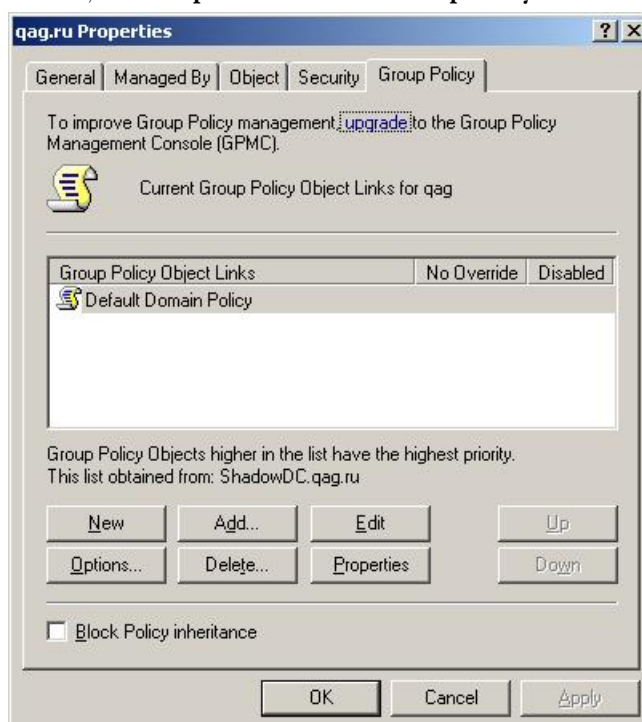 qag.ru Properties
General Managed By Object Security Group Policy
To improve Group Policy management, upgrade to the Group Policy
Management Console (GPMC).
Current Group Policy Object Links for qag
Group Policy Object Links No Override Disabled
Default Domain Policy
Group Policy Objects higher in the list have the highest priority.
This list obtained from: ShadowDC.qag.ru
New Add... Edit Up
Options... Delete... Properties Down
Block Policy inheritance
OK Cancel Apply